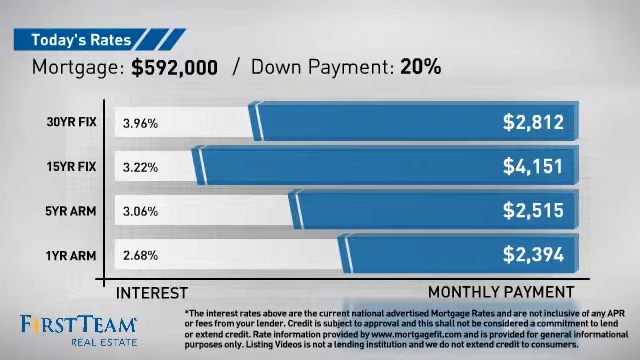 Today's Rates
Mortgage: $592,000 / Down Payment: 20%
30YR FIX 3.96% $2,812
15YR FIX 3.22% $4,151
5YR ARM 3.06% $2,515
1YR ARM 2.68% $2,394
INTEREST MONTHLY PAYMENT
FIRSTTEAM®
REAL ESTATE
*The interest rates above are the current national advertised Mortgage Rates and are not inclusive of any APR
or fees from your lender. Credit is subject to approval and this shall not be considered a commitment to lend
or extend credit. Rate information provided by www.mortgagefit.com and is provided for general informational
purposes only. Listing Videos is not a lending institution and we do not extend credit to consumers.